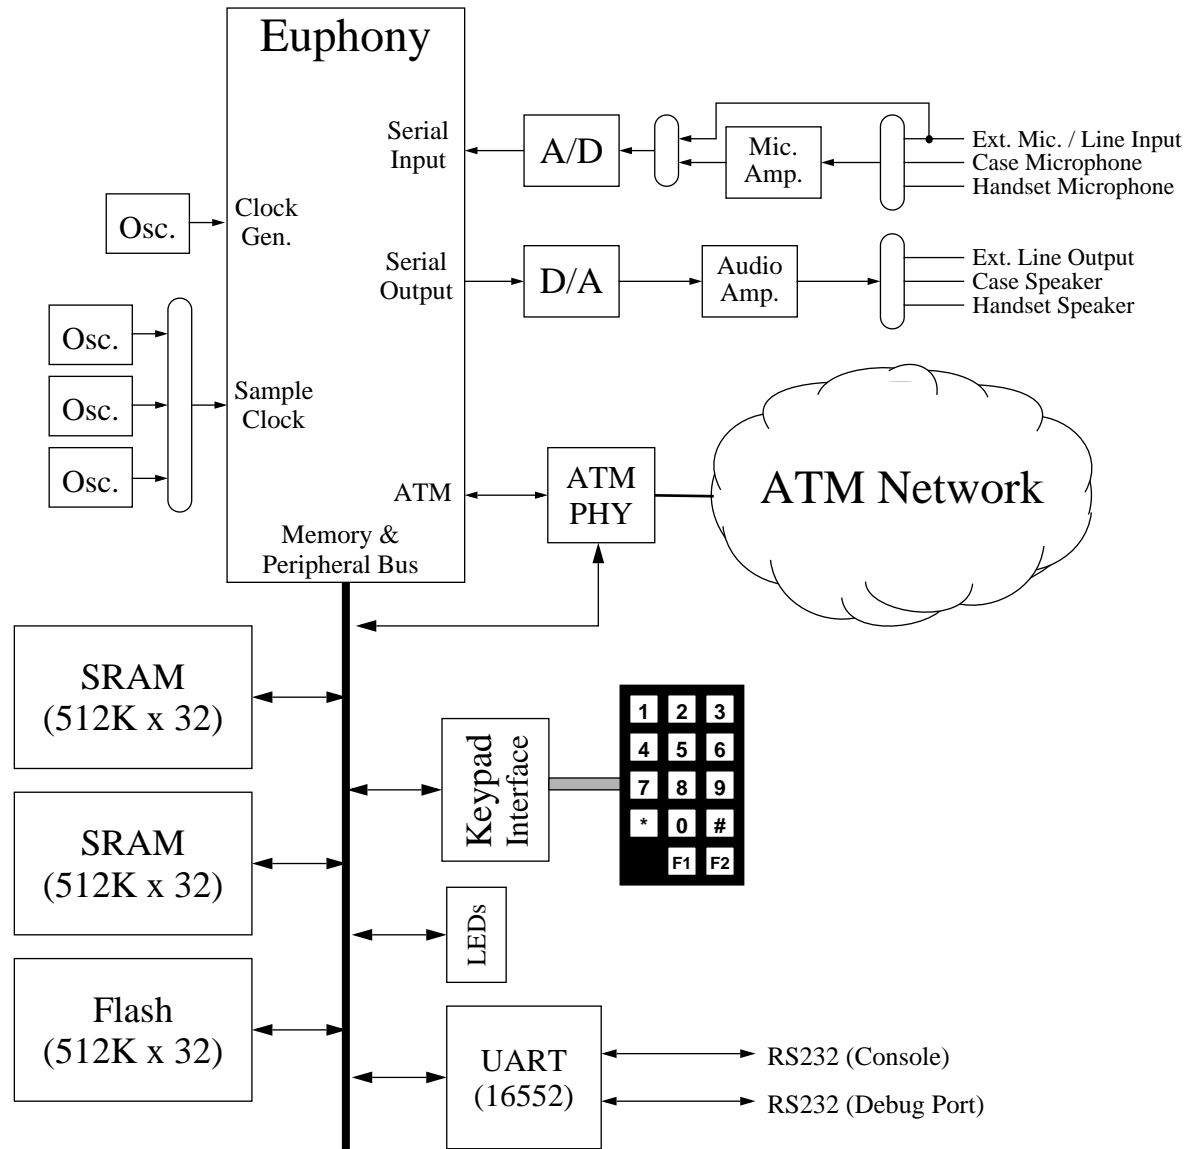 Euphony
Serial
Input
A/D
Mic.
Amp.
Ext. Mic. / Line Input
Case Microphone
Handset Microphone
Osc.
Clock
Gen.
Serial
Output
D/A
Audio
Amp.
Ext. Line Output
Case Speaker
Handset Speaker
Osc.
Osc.
Osc.
Sample
Clock
ATM
ATM
PHY
ATM Network
Memory &
Peripheral Bus
SRAM
(512K x 32)
Keypad
Interface
1 2 3
4 5 6
7 8 9
* 0 #
F1 F2
SRAM
(512K x 32)
LEDs
Flash
(512K x 32)
UART
(16552)
RS232 (Console)
RS232 (Debug Port)